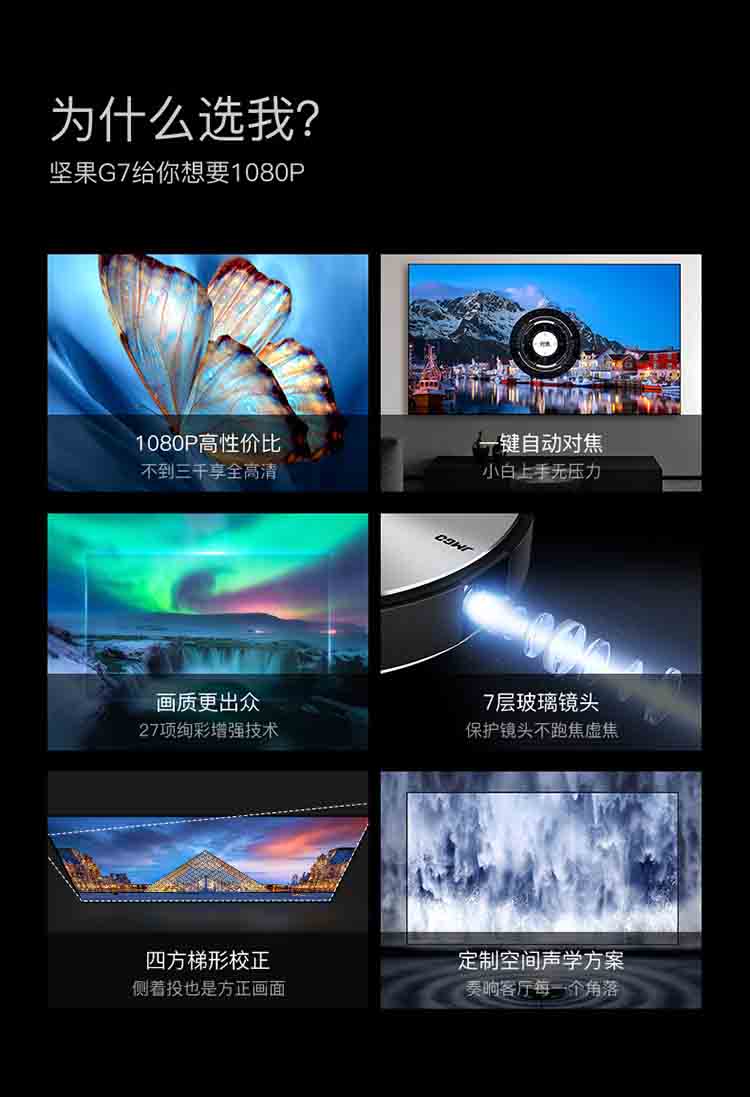 为什么选我?
坚果G7给你想要1080P
1080P高性价比
不到三千享全高清
对焦
一键自动对焦
小白上手无压力
画质更出众
27项绚彩增强技术
JMGO
7层玻璃镜头
保护镜头不跑焦虚焦
四方梯形校正
侧着投也是方正画面
定制空间声学方案
奏响客厅每一个角落